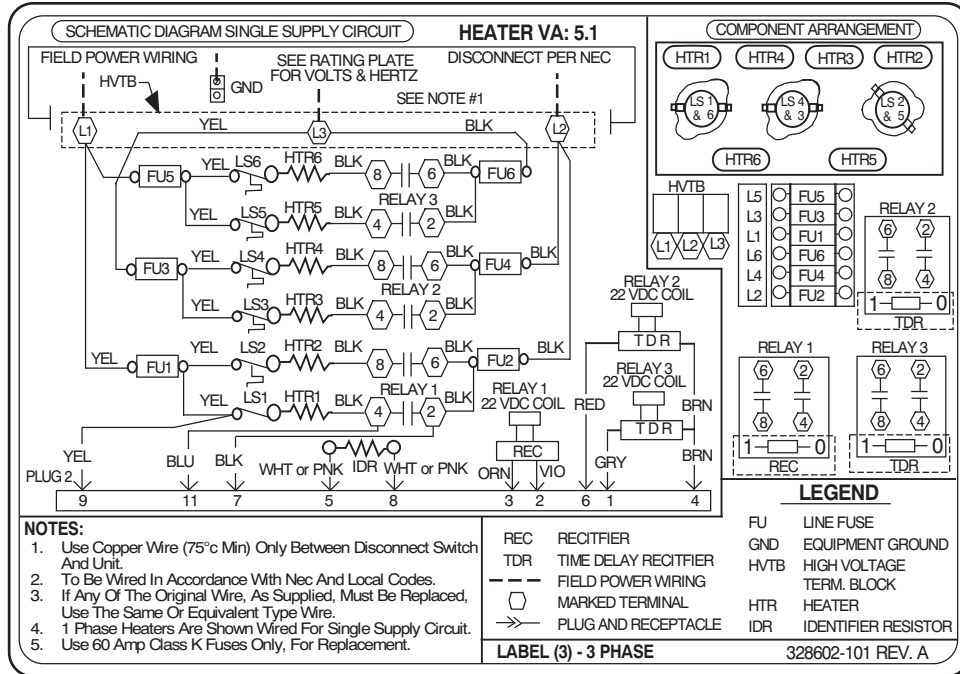 SCHEMATIC DIAGRAM SINGLE SUPPLY CIRCUIT
HEATER VA: 5.1
FIELD POWER WIRING
GND
SEE RATING PLATE
FOR VOLTS & HERTZ
DISCONNECT PER NEC
HVTB
SEE NOTE #1
L1 YEL L3 BLK L2
FU5 YEL LS6 HTR6 BLK 8 6 BLK FU6
RELAY 3
YEL LS5 HTR5 BLK 4 2 BLK
FU3 YEL LS4 HTR4 BLK 8 6 BLK FU4
RELAY 2
YEL LS3 HTR3 BLK 4 2 BLK
YEL FU1 YEL LS2 HTR2 BLK 8 6 BLK FU2 BLK
RELAY 1
YEL LS1 HTR1 BLK 4 2 BLK
RELAY 1
22 VDC COIL
REC
RELAY 2
22 VDC COIL
TDR
RELAY 3
22 VDC COIL
TDR
RED
BRN
YEL
BLU
BLK
WHT or PNK
IDR
WHT or PNK
ORN
VIO
GRY
BRN
PLUG 2
9 11 7 5 8 3 2 6 1 4
COMPONENT ARRANGEMENT
HTR1 HTR4 HTR3 HTR2
LS 1
& 6
LS 4
& 3
LS 2
& 5
HTR6 HTR5
HVTB
L1 L2 L3
L5 FU5
L3 FU3
L1 FU1
L6 FU6
L4 FU4
L2 FU2
RELAY 2
6 2
8 4
1 0
TDR
RELAY 1
6 2
8 4
1 0
REC
RELAY 3
6 2
8 4
1 0
TDR
NOTES:
1. Use Copper Wire (75°c Min) Only Between Disconnect Switch
And Unit.
2. To Be Wired In Accordance With Nec And Local Codes.
3. If Any Of The Original Wire, As Supplied, Must Be Replaced,
Use The Same Or Equivalent Type Wire.
4. 1 Phase Heaters Are Shown Wired For Single Supply Circuit.
5. Use 60 Amp Class K Fuses Only, For Replacement.
LEGEND
REC RECTIFIER
TDR TIME DELAY RECTIFIER
FIELD POWER WIRING
MARKED TERMINAL
PLUG AND RECEPTACLE
FU LINE FUSE
GND EQUIPMENT GROUND
HVTB HIGH VOLTAGE
TERM. BLOCK
HTR HEATER
IDR IDENTIFIER RESISTOR
LABEL (3) - 3 PHASE
328602-101 REV. A